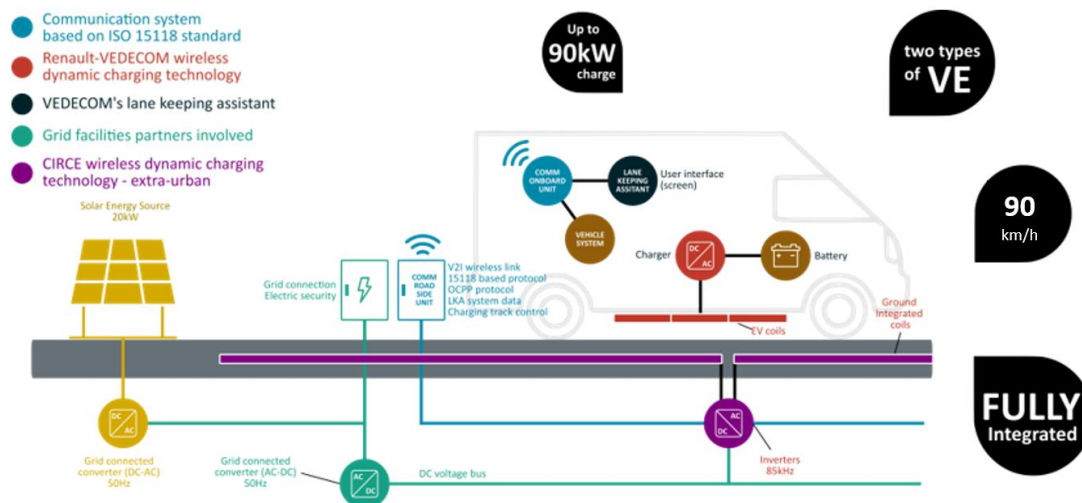 Communication system
based on ISO 15118 standard
Renault-VEDECOM wireless
dynamic charging technology
VEDECOM's lane keeping assistant
Grid facilities partners involved
CIRCE wireless dynamic charging
technology - extra-urban
Up to
90kW
charge
two types
of VE
90
km/h
FULLY
Integrated
Solar Energy Source
20kW
Grid connection
Electric security
COMM
ROAD
SIDE
UNIT
V2I wireless link
15118 based protocol
OCPP protocol
LKA system data
Charging track control
COMM
ONBOARD
UNIT
LANE
KEEPING
ASSITANT
User interface
(screen)
VEHICLE
SYSTEM
Charger
DC
AC
Battery
EV coils
Ground
Integrated
coils
DC
AC
Grid connected
converter (DC-AC)
50Hz
Grid connected
converter (AC-DC)
50Hz
AC
DC
DC voltage bus
AC
DC
Inverters
85kHz